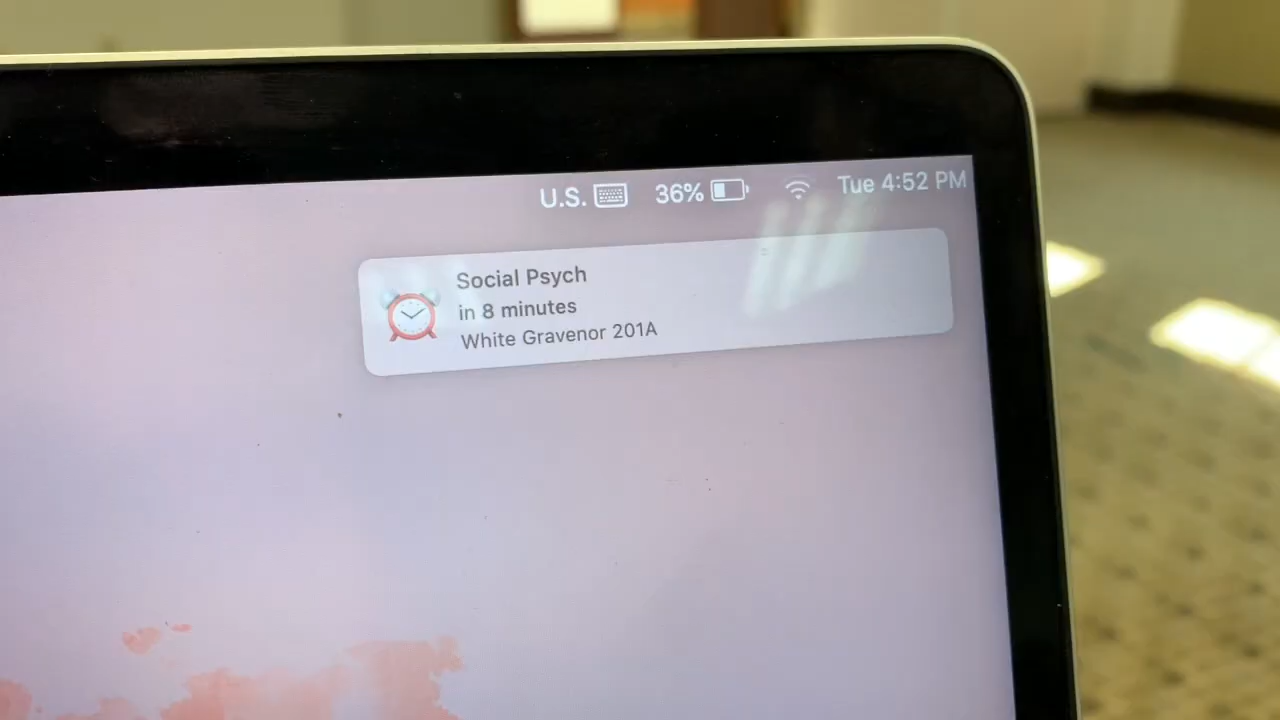 U.S. 36% Tue 4:52 PM
Social Psych
in 8 minutes
White Gravenor 201A